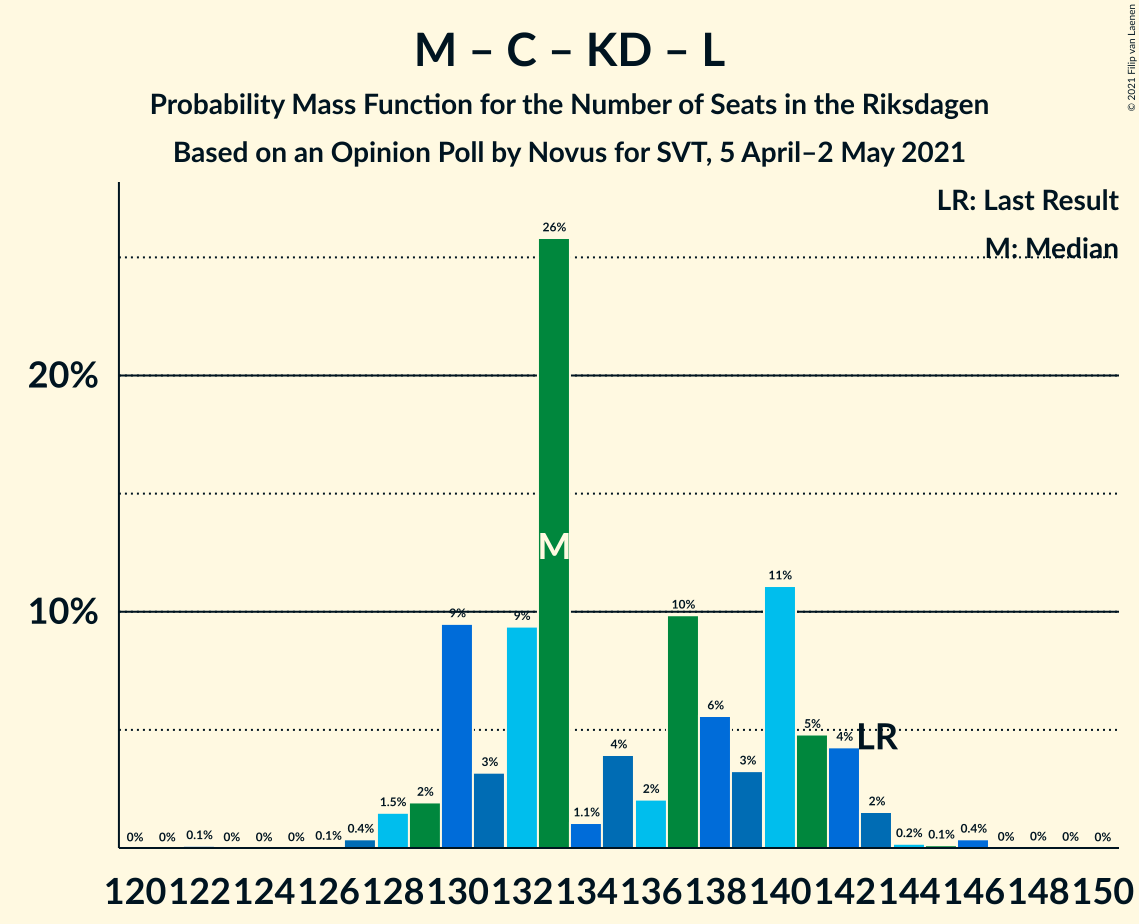 M – C – KD – L
Probability Mass Function for the Number of Seats in the Riksdagen
Based on an Opinion Poll by Novus for SVT, 5 April–2 May 2021
© 2021 Filip van Laenen
LR: Last Result
M: Median
20%
10%
0% 0% 0.1% 0% 0% 0% 0.1% 0.4% 1.5% 2% 9% 3% 9% 26% 1.1% 4% 2% 10% 6% 3% 11% 5% 4% 2% 0.2% 0.1% 0.4% 0% 0% 0% 0%
M
LR
120 122 124 126 128 130 132 134 136 138 140 142 144 146 148 150